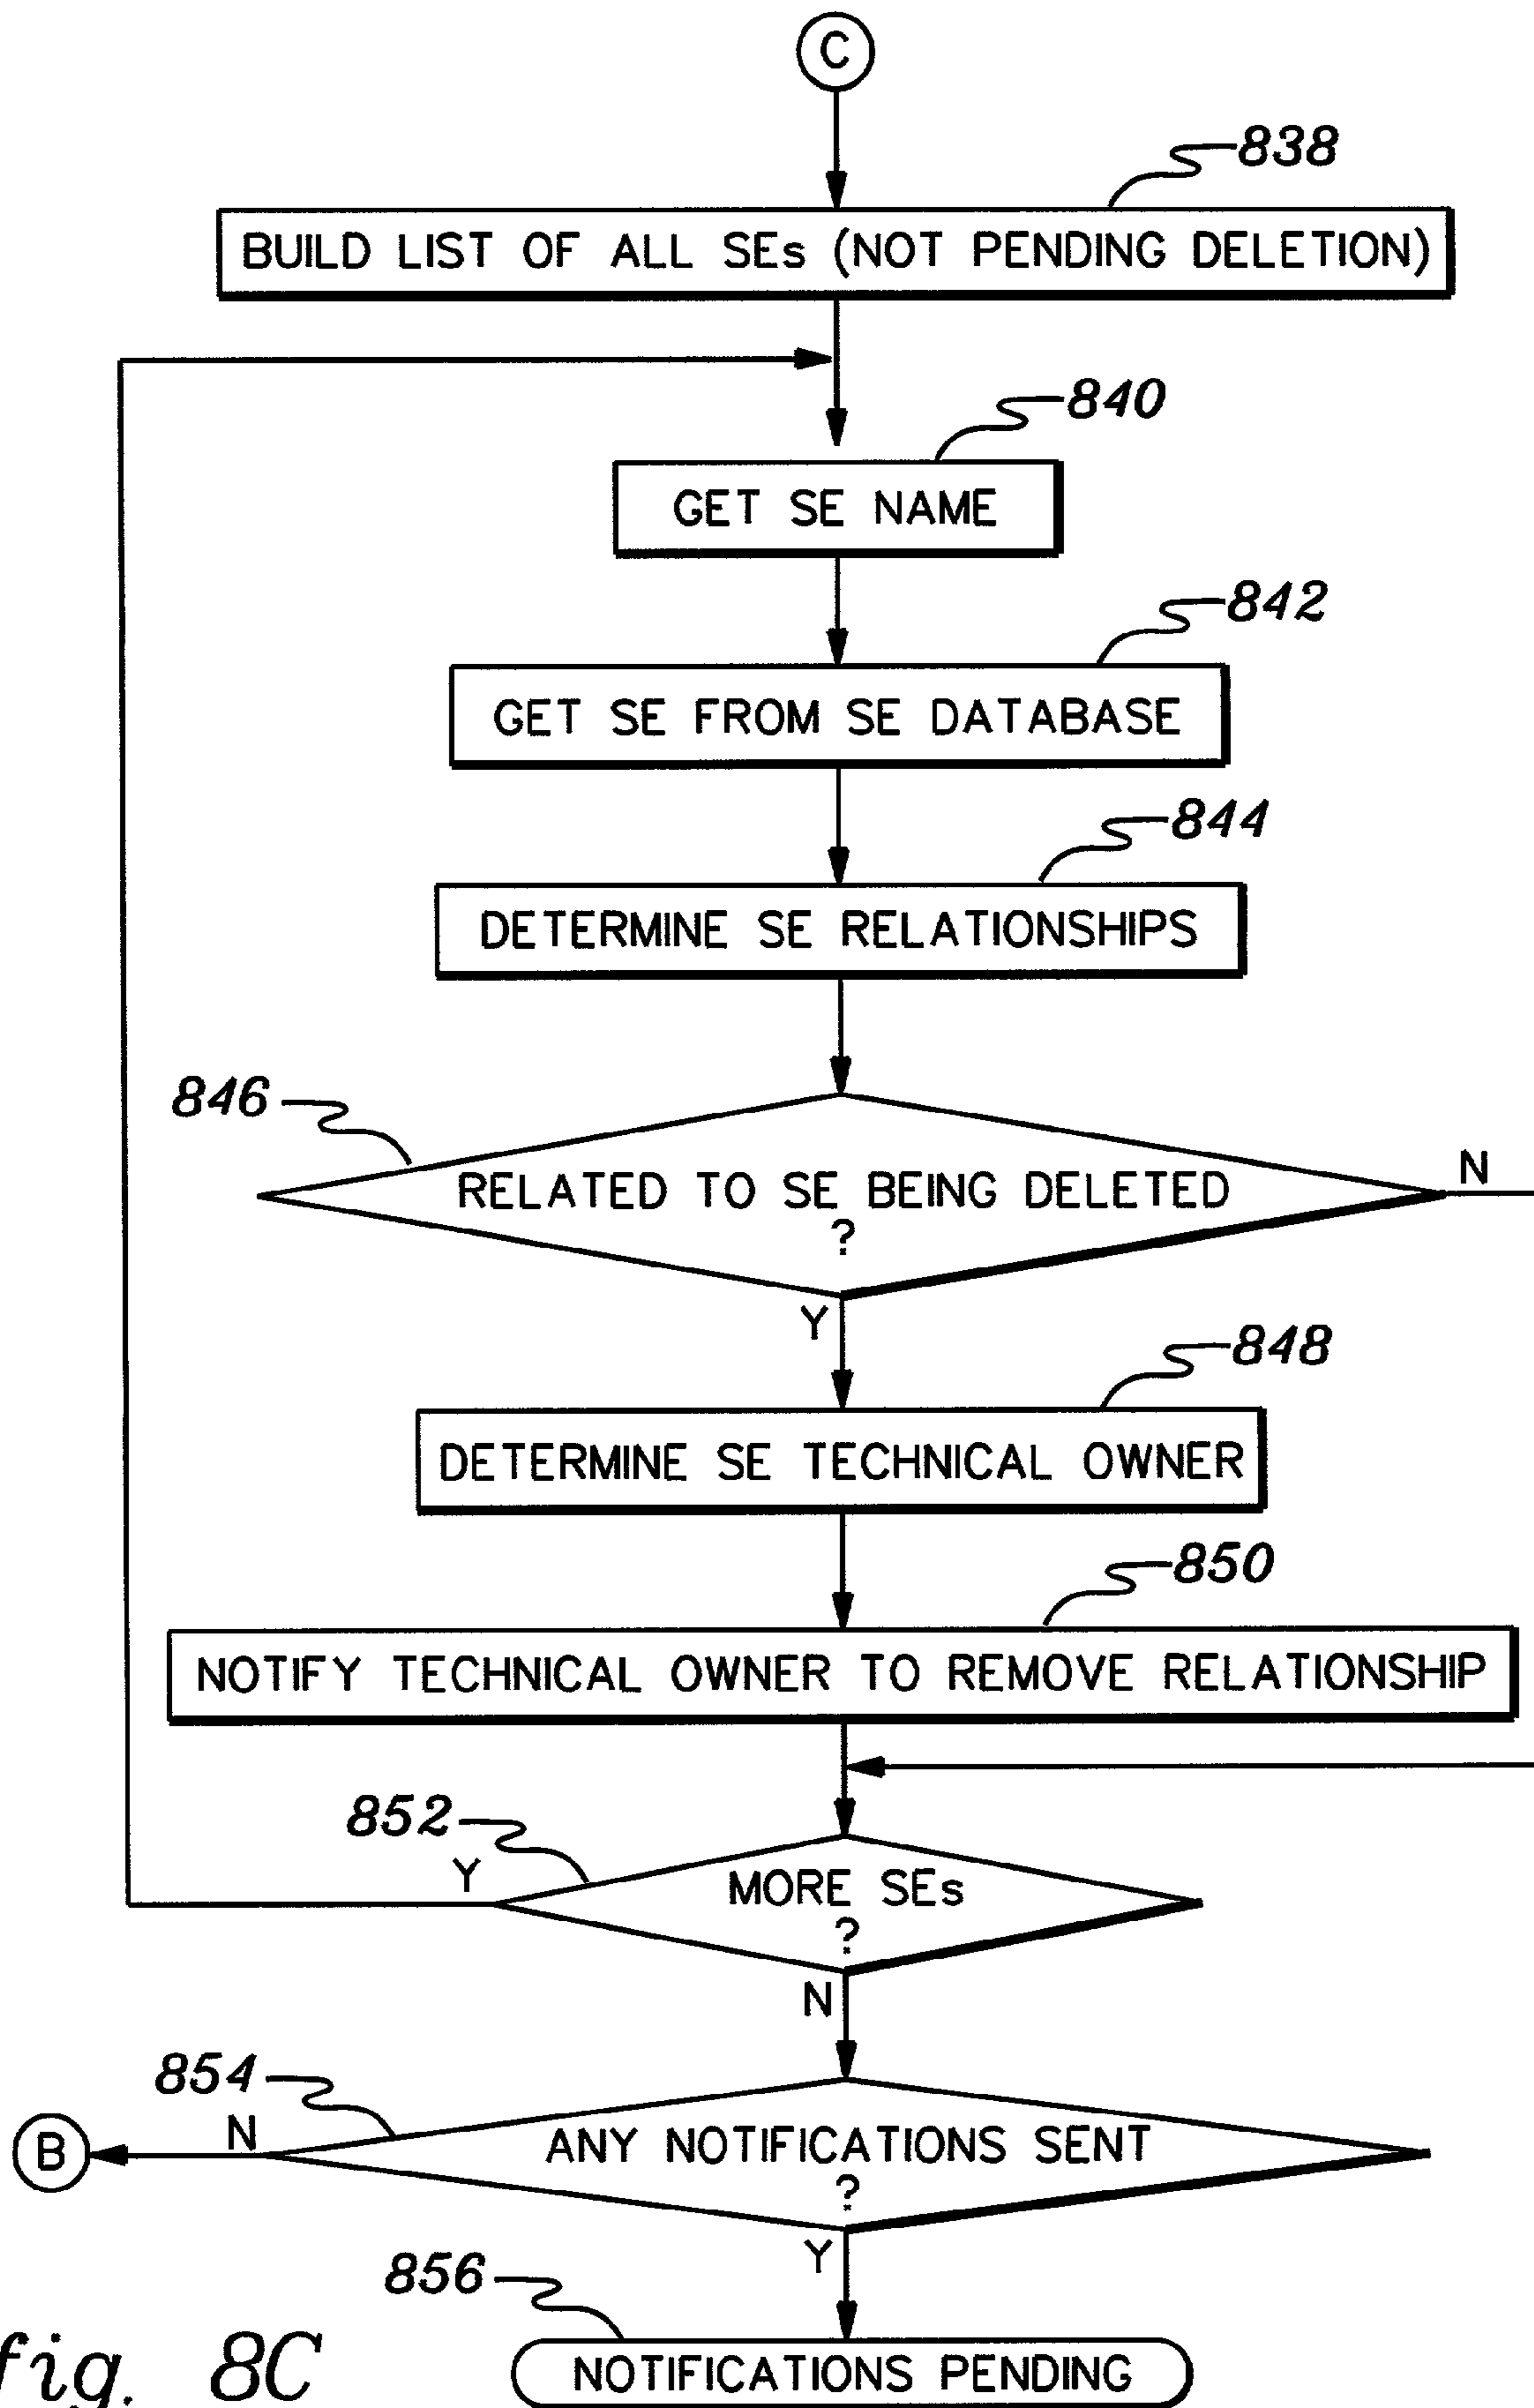 C
838
BUILD LIST OF ALL SEs (NOT PENDING DELETION)
840
GET SE NAME
842
GET SE FROM SE DATABASE
844
DETERMINE SE RELATIONSHIPS
846
N
RELATED TO SE BEING DELETED
?
Y
848
DETERMINE SE TECHNICAL OWNER
850
NOTIFY TECHNICAL OWNER TO REMOVE RELATIONSHIP
852
Y
MORE SEs
?
N
854
B
N
ANY NOTIFICATIONS SENT
?
Y
856
NOTIFICATIONS PENDING
fig. 8C